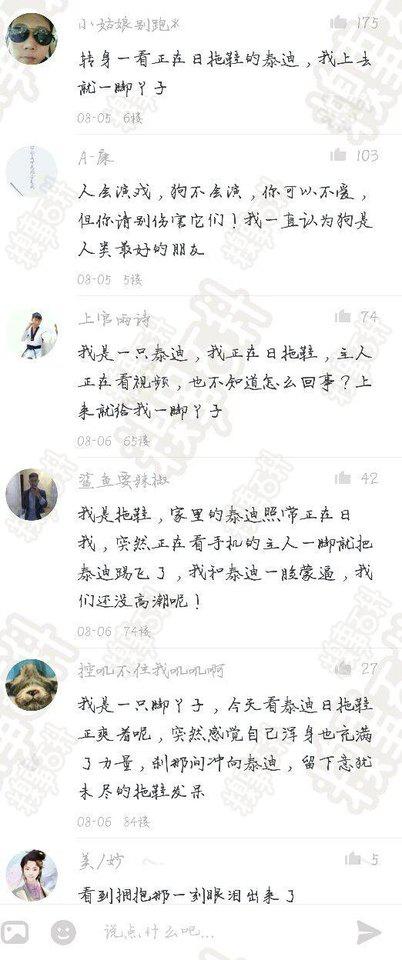 小姑娘别跑* 175
转身一看正在日拖鞋的泰迪，我上去
就一脚丫子
08-05 6楼
A-屎 103
人会演戏，狗不会演，你可以不爱，
但你请别伤害它们！我一直认为狗是
人类最好的朋友
08-05 5楼
上官雨诗 74
我是一只泰迪，我正在日拖鞋，主人
正在看视频，也不知道怎么回事？上
来就给我一脚丫子
08-06 65楼
鲨鱼要辣椒 42
我是拖鞋，家里的泰迪照常正在日
我，突然正在看手机的主人一脚就把
泰迪踢飞了，我和泰迪一脸蒙逼，我
们还没高潮呢！
08-06 74楼
控叽不住我叽叽啊 27
我是一只脚丫子，今天看泰迪日拖鞋
正爽着呢，突然感觉自己浑身也充满
了力量，刹那间冲向泰迪，留下意犹
未尽的拖鞋发呆
08-06 84楼
美/妙 5
看到拥抱那一刻眼泪出来了
说点什么吧...